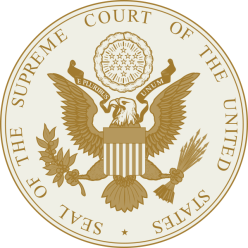 SEAL OF THE SUPREME COURT OF THE UNITED STATES
E PLURIBUS UNUM